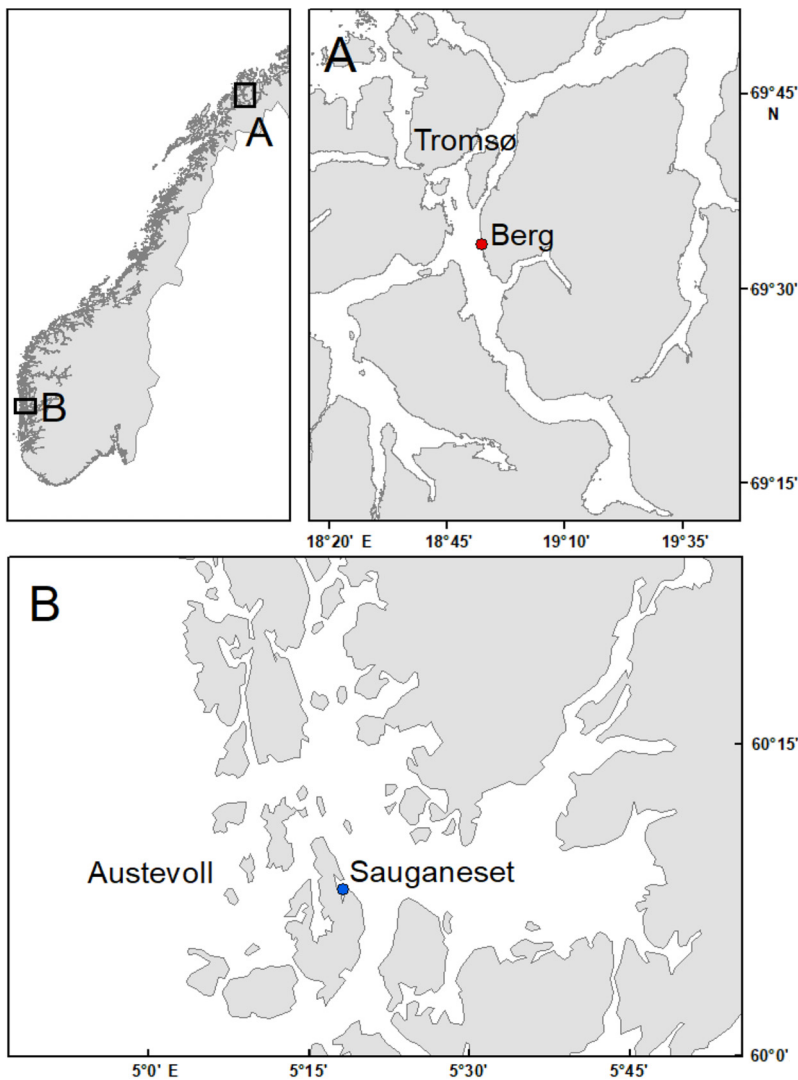 A
B
A
Tromsø
Berg
69°45'
N
69°30'
69°15'
18°20' E 18°45' 19°10' 19°35'
B
Austevoll
Sauganeset
60°15'
60°0'
5°0' E 5°15' 5°30' 5°45'